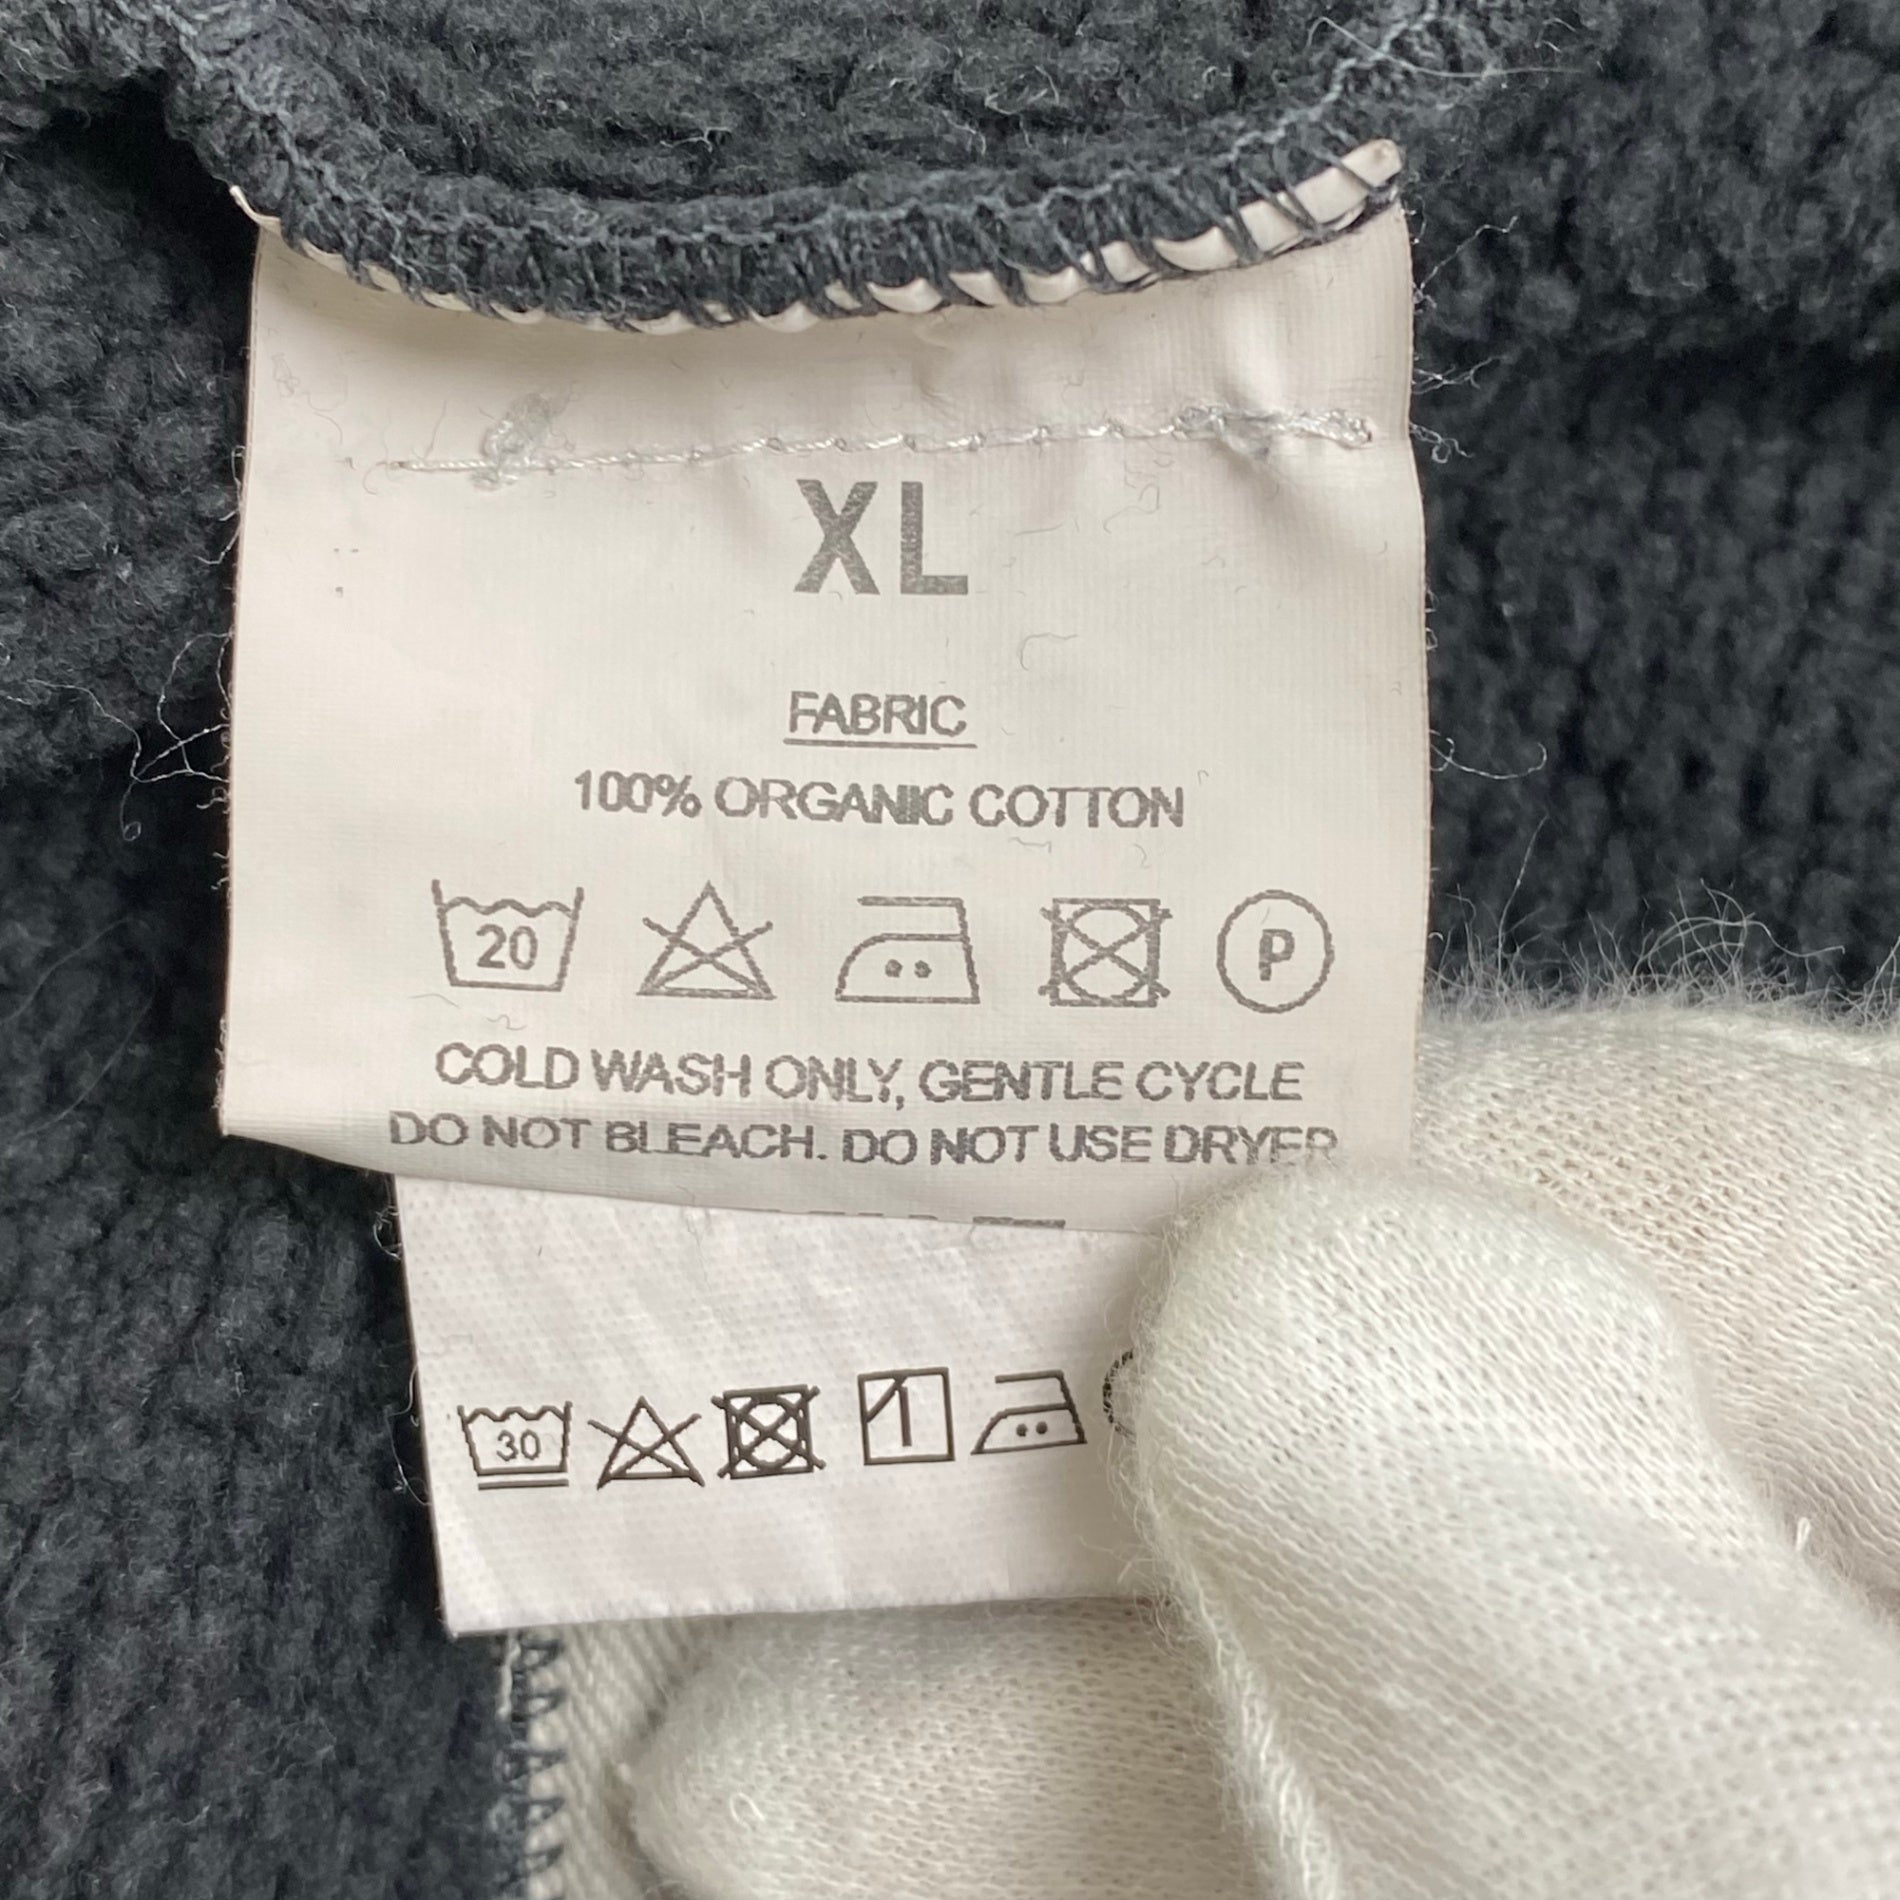 XL
FABRIC
100% ORGANIC COTTON
20
P
COLD WASH ONLY, GENTLE CYCLE
DO NOT BLEACH. DO NOT USE DRYER
30